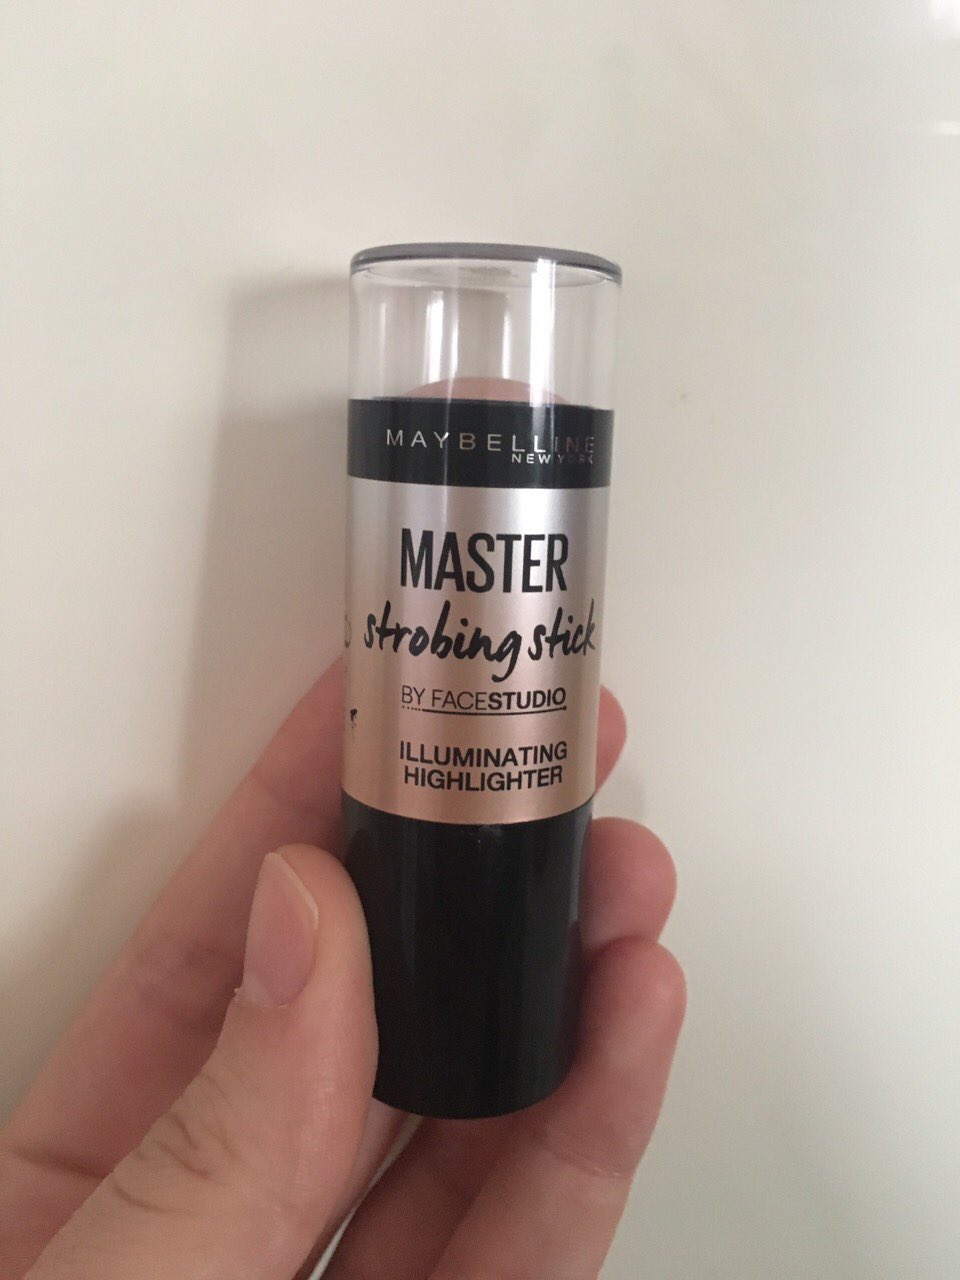 MAYBELLINE
NEW YORK
MASTER
strobing stick
BY FACESTUDIO
ILLUMINATING
HIGHLIGHTER